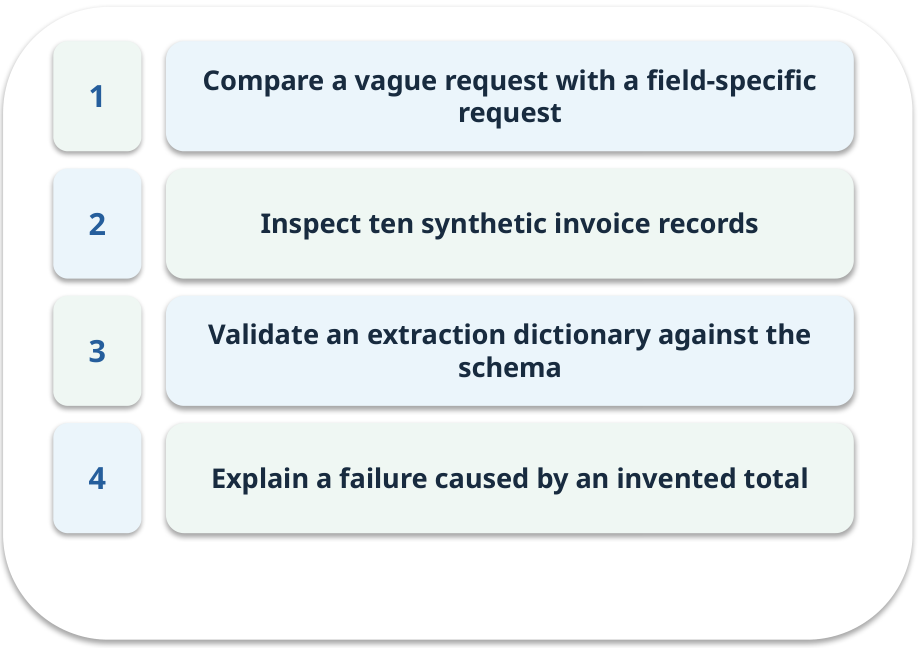 1
Compare a vague request with a field-specific
request
2
Inspect ten synthetic invoice records
3
Validate an extraction dictionary against the
schema
4
Explain a failure caused by an invented total